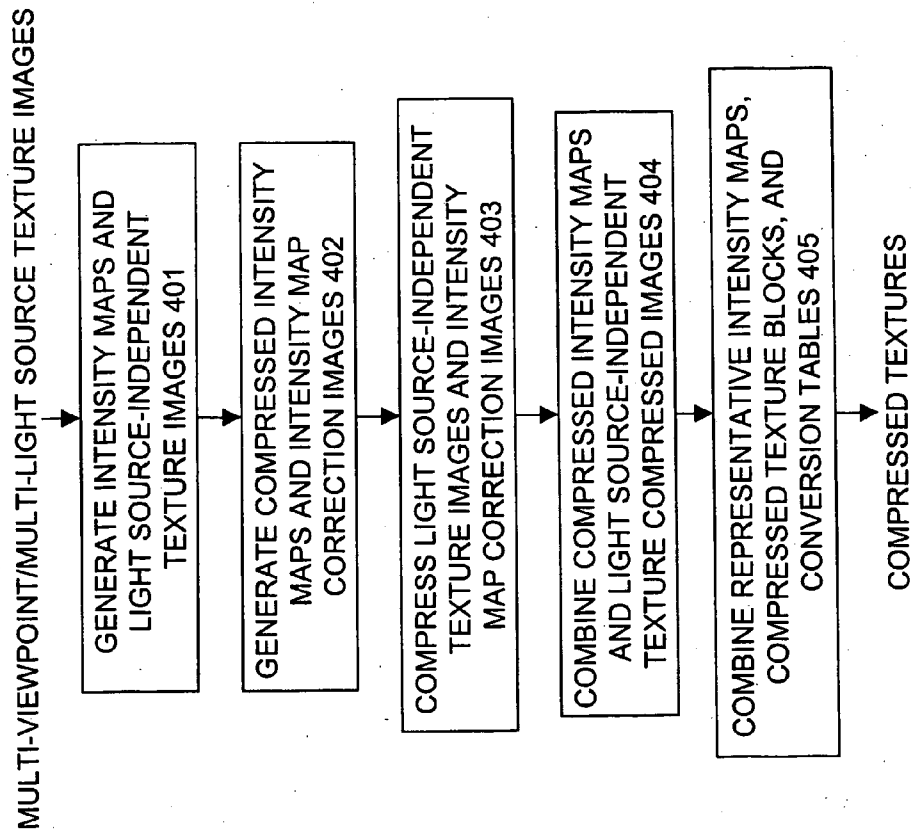 MULTI-VIEWPOINT/MULTI-LIGHT SOURCE TEXTURE IMAGES
GENERATE INTENSITY MAPS AND
LIGHT SOURCE-INDEPENDENT
TEXTURE IMAGES 401
GENERATE COMPRESSED INTENSITY
MAPS AND INTENSITY MAP
CORRECTION IMAGES 402
COMPRESS LIGHT SOURCE-INDEPENDENT
TEXTURE IMAGES AND INTENSITY
MAP CORRECTION IMAGES 403
COMBINE COMPRESSED INTENSITY MAPS
AND LIGHT SOURCE-INDEPENDENT
TEXTURE COMPRESSED IMAGES 404
COMBINE REPRESENTATIVE INTENSITY MAPS,
COMPRESSED TEXTURE BLOCKS, AND
CONVERSION TABLES 405
COMPRESSED TEXTURES